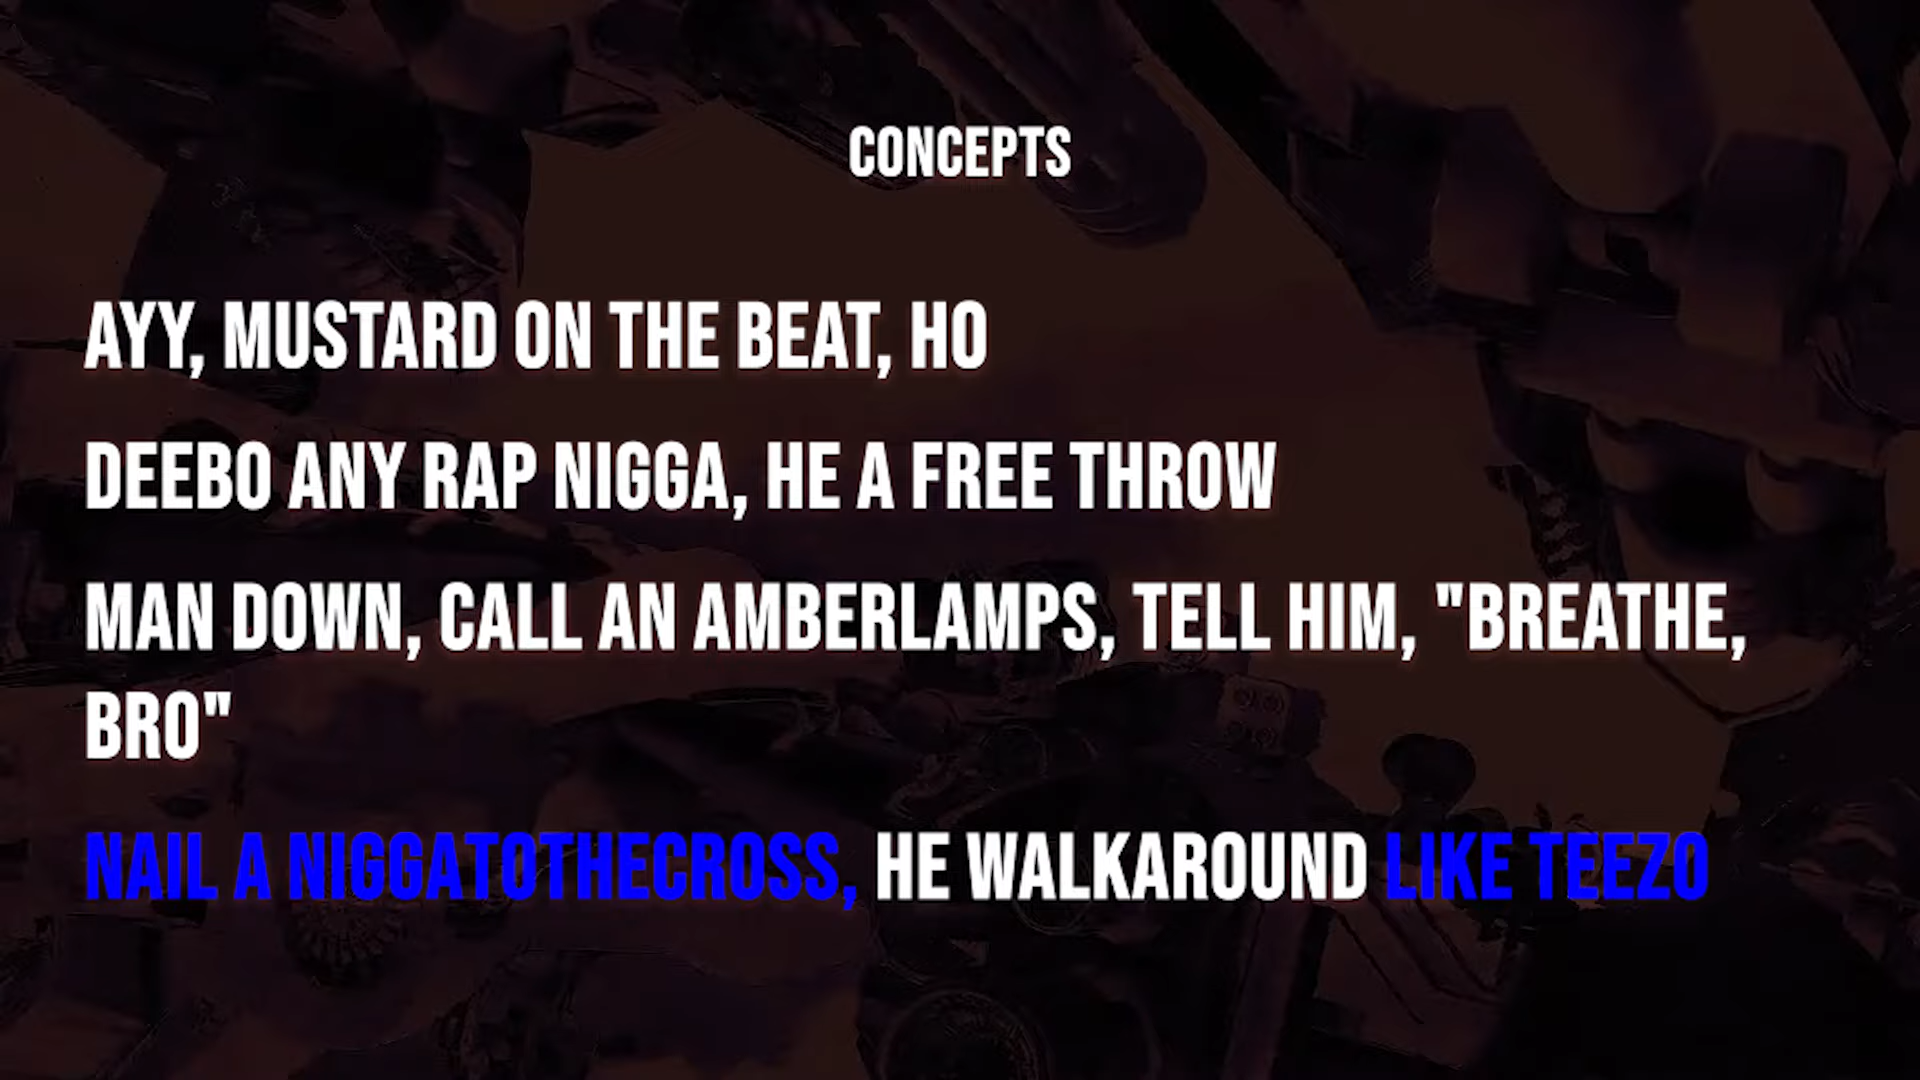 CONCEPTS
AYY, MUSTARD ON THE BEAT, HO
DEEBO ANY RAP NIGGA, HE A FREE THROW
MAN DOWN, CALL AN AMBERLAMPS, TELL HIM, "BREATHE,
BRO"
NAIL A NIGGATOTHECROSS, HE WALKAROUND LIKE TEEZO